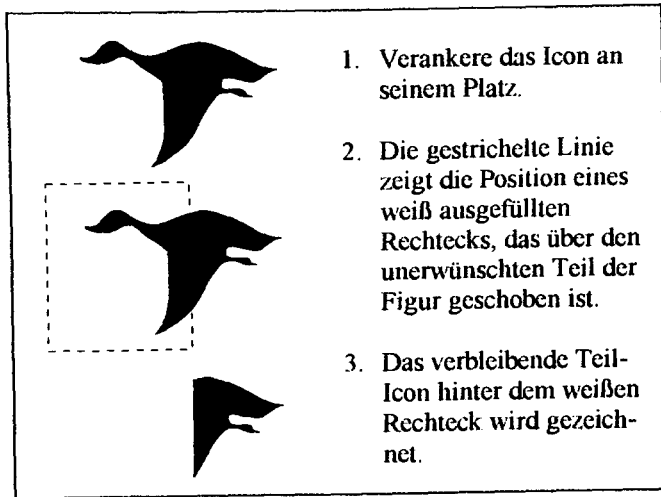 1. Verankere das Icon an
seinem Platz.
2. Die gestrichelte Linie
zeigt die Position eines
weiß ausgefüllten
Rechtecks, das über den
unerwünschten Teil der
Figur geschoben ist.
3. Das verbleibende Teil-
Icon hinter dem weißen
Rechteck wird gezeich-
net.